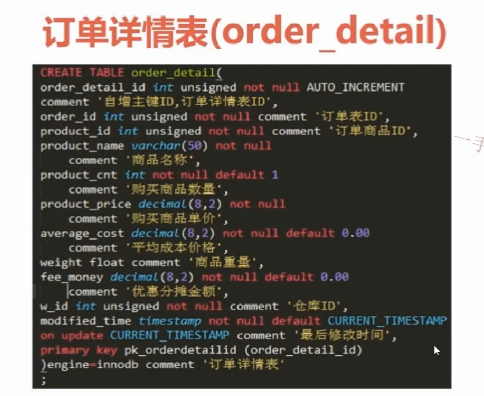 订单详情表(order_detail)
CREATE TABLE order_detail(
order_detail_id int unsigned not null AUTO_INCREMENT
comment '自增主键ID,订单详情表ID',
order_id int unsigned not null comment '订单表ID',
product_id int unsigned not null comment '订单商品ID',
product_name varchar(50) not null
comment '商品名称',
product_cnt int not null default 1
comment '购买商品数量',
product_price decimal(8,2) not null
comment '购买商品单价',
average_cost decimal(8,2) not null default 0.00
comment '平均成本价格',
weight float comment '商品重量',
fee_money decimal(8,2) not null default 0.00
comment '优惠分摊金额',
w_id int unsigned not null comment '仓库ID',
modified_time timestamp not null default CURRENT_TIMESTAMP
on update CURRENT_TIMESTAMP comment '最后修改时间',
primary key pk_orderdetailid (order_detail_id)
)engine=innodb comment '订单详情表'
;